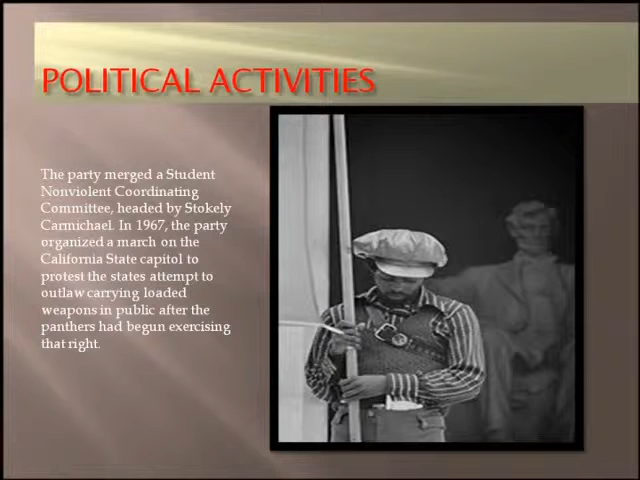 POLITICAL ACTIVITIES
The party merged a Student
Nonviolent Coordinating
Committee, headed by Stokely
Carmichael. In 1967, the party
organized a march on the
California State capitol to
protest the states attempt to
outlaw carrying loaded
weapons in public after the
panthers had begun exercising
that right.